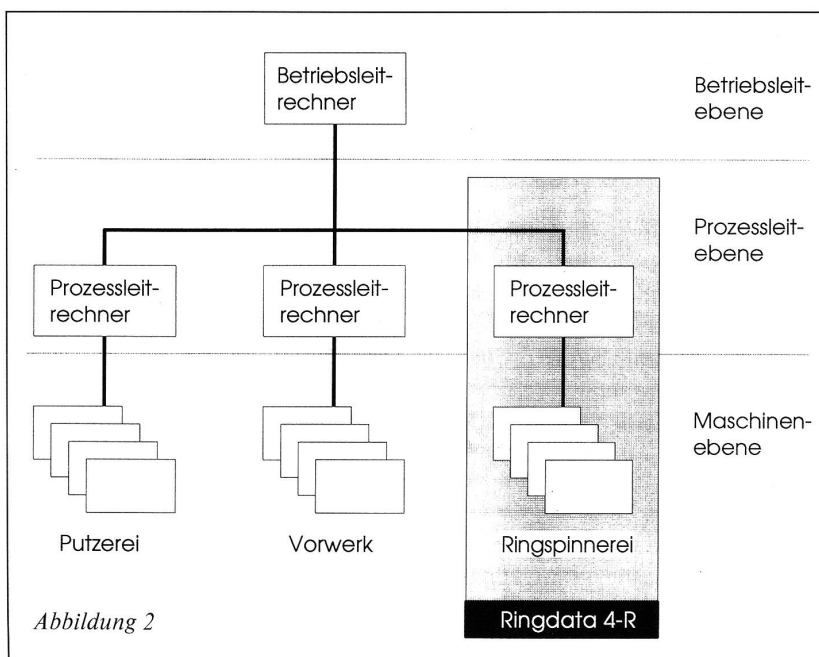 Betriebsleit-
rechner
Betriebsleit-
ebene
Prozessleit-
ebene
Prozessleit-
rechner
Prozessleit-
rechner
Prozessleit-
rechner
Maschinen-
ebene
Putzerei
Vorwerk
Ringspinnerei
Abbildung 2
Ringdata 4-R